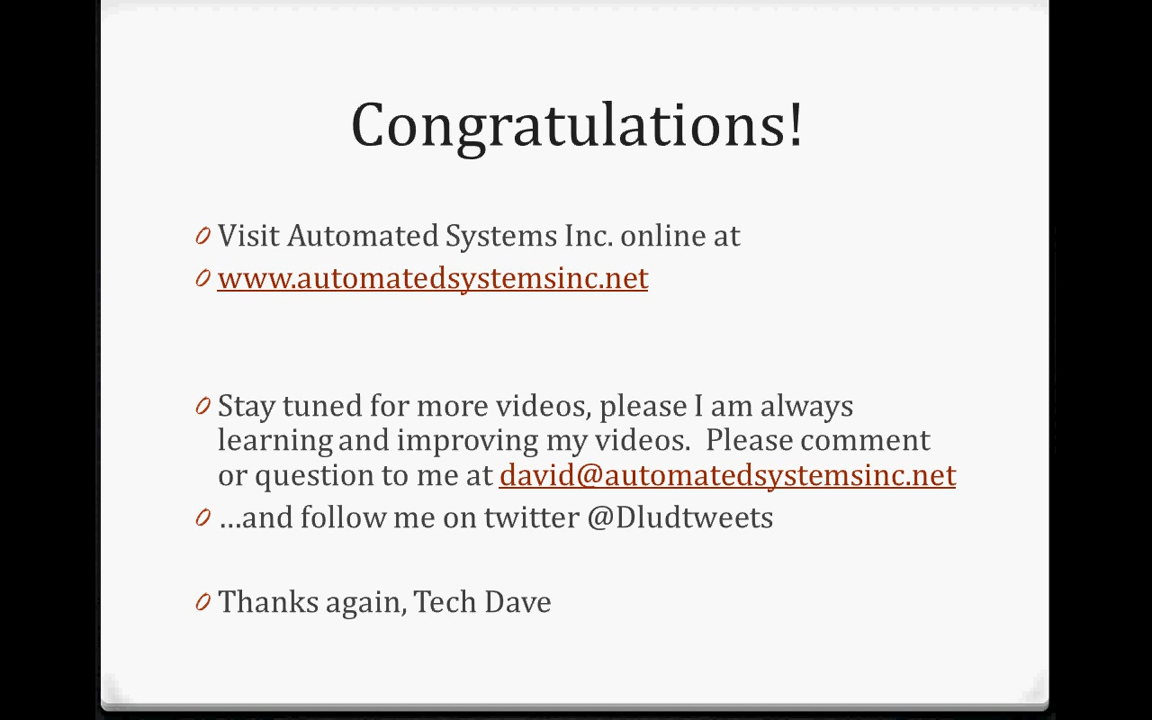 Congratulations!
Visit Automated Systems Inc. online at
www.automatedsystemsinc.net
Stay tuned for more videos, please I am always
learning and improving my videos.  Please comment
or question to me at david@automatedsystemsinc.net
…and follow me on twitter @Dludtweets
Thanks again, Tech Dave